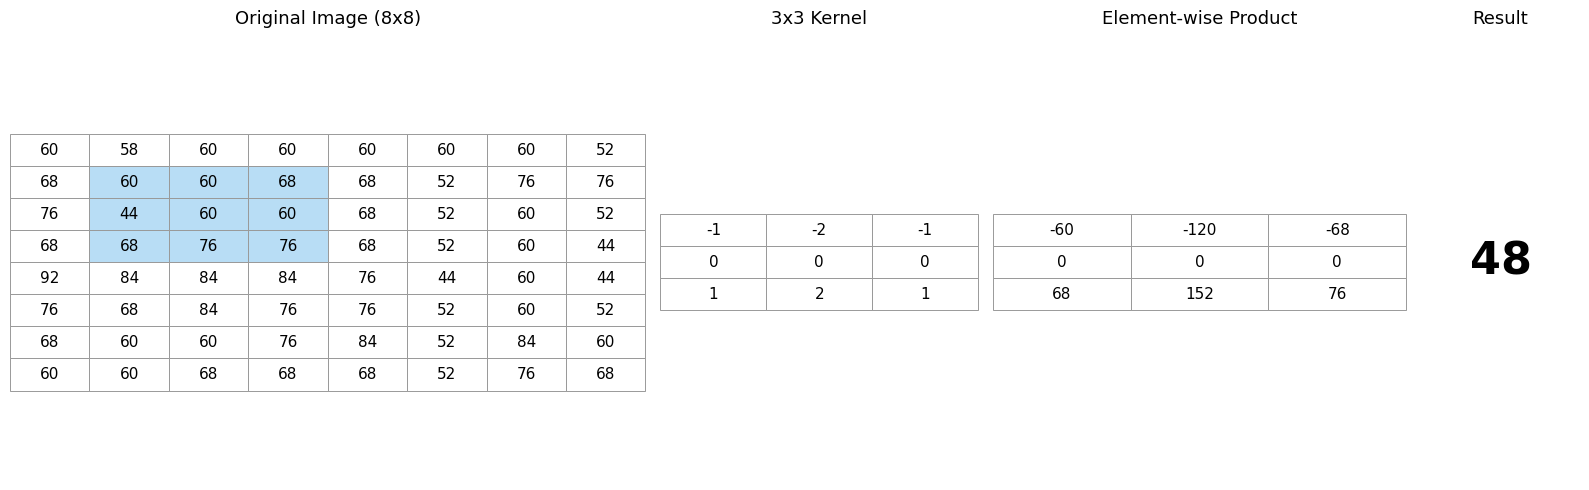 Original Image (8x8)
3x3 Kernel
Element-wise Product
Result
60 58 60 60 60 60 60 52
68 60 60 68 68 52 76 76
76 44 60 60 68 52 60 52
68 68 76 76 68 52 60 44
92 84 84 84 76 44 60 44
76 68 84 76 76 52 60 52
68 60 60 76 84 52 84 60
60 60 68 68 68 52 76 68
-1 -2 -1
0 0 0
1 2 1
-60 -120 -68
0 0 0
68 152 76
48